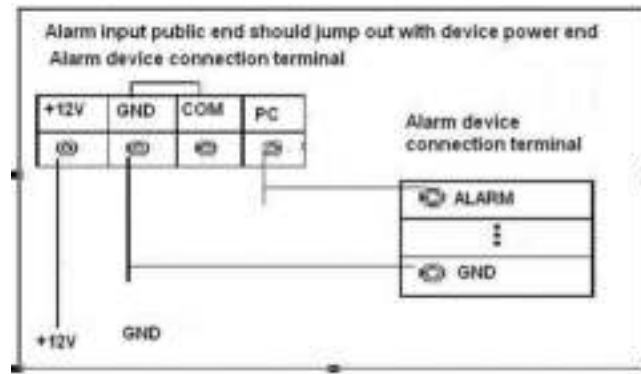 Alarm input public end should jump out with device power end
Alarm device connection terminal
+12V GND COM PC
Alarm device
connection terminal
ALARM
GND
+12V GND